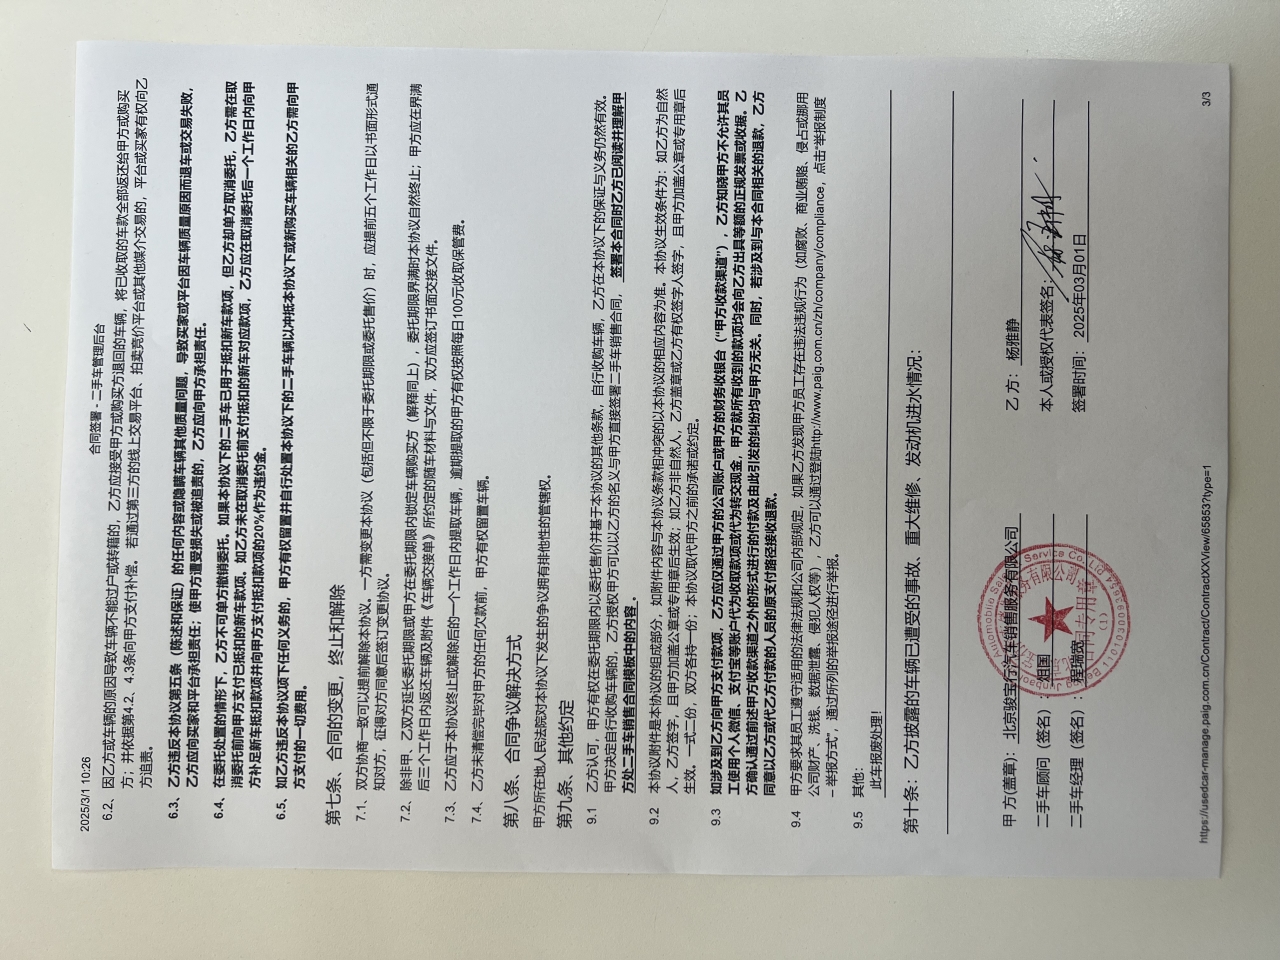 2025/3/1 10:26
合同签署 - 二手车管理后台
6.2、因乙方或车辆的原因导致车辆不能过户或转籍的，乙方应接受甲方或购买方退回的车辆，将已收取的车款全部返还给甲方或购买
方；并依据第4.2、4.3条向甲方支付补偿。若通过第三方的线上交易平台、拍卖竞价平台或其他媒介交易的，平台或买家有权向乙
方追责。
6.3、乙方违反本协议第五条（陈述和保证）的任何内容或隐瞒车辆其他质量问题，导致买家或平台因车辆质量原因而退车或交易失败，
乙方应向买家和平台承担责任；使甲方遭受损失或被追责的，乙方应向甲方承担责任。
6.4、在委托处置的情形下，乙方不可单方撤销委托。如果本协议下的二手车已用于抵扣新车款项，但乙方却单方取消委托，乙方需在取
消委托前向甲方支付已抵扣的新车款项，如乙方未在取消委托前支付抵扣的新车对应款项，乙方应在取消委托后一个工作日内向甲
方补足新车抵扣款项并向甲方支付抵扣款项的20%作为违约金。
6.5、如乙方违反本协议项下任何义务的，甲方有权留置并自行处置本协议下的二手车辆以冲抵本协议下或新购买车辆相关的乙方需向甲
方支付的一切费用。
第七条、合同的变更，终止和解除
7.1、双方协商一致可以提前解除本协议。一方需变更本协议（包括但不限于委托期限或委托售价）时，应提前五个工作日以书面形式通
知对方，征得对方同意后签订变更协议。
7.2、除非甲、乙双方延长委托期限或甲方在委托期限内锁定车辆购买方（解释同上），委托期限界满时本协议自然终止；甲方应在界满
后三个工作日内返还车辆及附件《车辆交接单》所约定的随车材料与文件，双方应签订书面交接文件。
7.3、乙方应于本协议终止或解除后的一个工作日内提取车辆，逾期提取的甲方有权按照每日100元收取保管费。
7.4、乙方未清偿完毕对甲方的任何欠款前，甲方有权留置车辆。
第八条、合同争议解决方式
甲方所在地人民法院对本协议下发生的争议拥有排他性的管辖权。
第九条、其他约定
9.1 乙方认可，甲方有权在委托期限内以委托售价并基于本协议的其他条款，自行收购车辆，乙方在本协议下的保证与义务仍然有效。
甲方决定自行收购车辆的，乙方授权甲方可以以乙方的名义与甲方直接签署二手车销售合同，签署本合同时乙方已阅读并理解甲
方处二手车销售合同模板中的内容。
9.2 本协议附件是本协议的组成部分，如附件内容与本协议条款相冲突的以本协议的相应内容为准。本协议生效条件为：如乙方为自然
人，乙方签字，且甲方加盖公章或专用章后生效；如乙方非自然人，乙方盖章或乙方有权签字人签字，且甲方加盖公章或专用章后
生效。一式二份，双方各持一份；本协议取代甲方之前的承诺或约定。
9.3 如涉及到乙方向甲方支付款项，乙方应仅通过甲方的公司账户或甲方的财务收银台（“甲方收款渠道”），乙方知晓甲方不允许其员
工使用个人微信、支付宝等账户代为收取款项或代为转交现金，甲方就所有收到的款项均会向乙方出具等额的正规发票或收据。乙
方确认通过前述甲方收款渠道之外的形式进行的付款及由此引发的纠纷均与甲方无关。同时，若涉及到与本合同相关的退款，乙方
同意以乙方或代乙方付款的人员的原支付路径接收退款。
9.4 甲方要求其员工遵守适用的法律法规和公司内部规定，如果乙方发现甲方员工存在违法违规行为（如腐败、商业贿赂、侵占或挪用
公司财产、洗钱、数据泄露、侵犯人权等），乙方可以通过登陆http://www.paig.com.cn/zh/company/compliance，点击“举报制度
– 举报方式”，通过所列的举报途径进行举报。
9.5 其他:
此车报废处理！
第十条：乙方披露的车辆已遭受的事故、重大维修、发动机进水情况：
甲 方(盖章)： 北京骏宝行汽车销售服务有限公司
乙 方： 杨雅静
二手车顾问（签名）: 祖国
本人或授权代表签名:
二手车经理（签名）: 程瑞宽
签署时间： 2025年03月01日
https://usedcar-manage.paig.com.cn/Contract/ContractXXView/65853?type=1
3/3